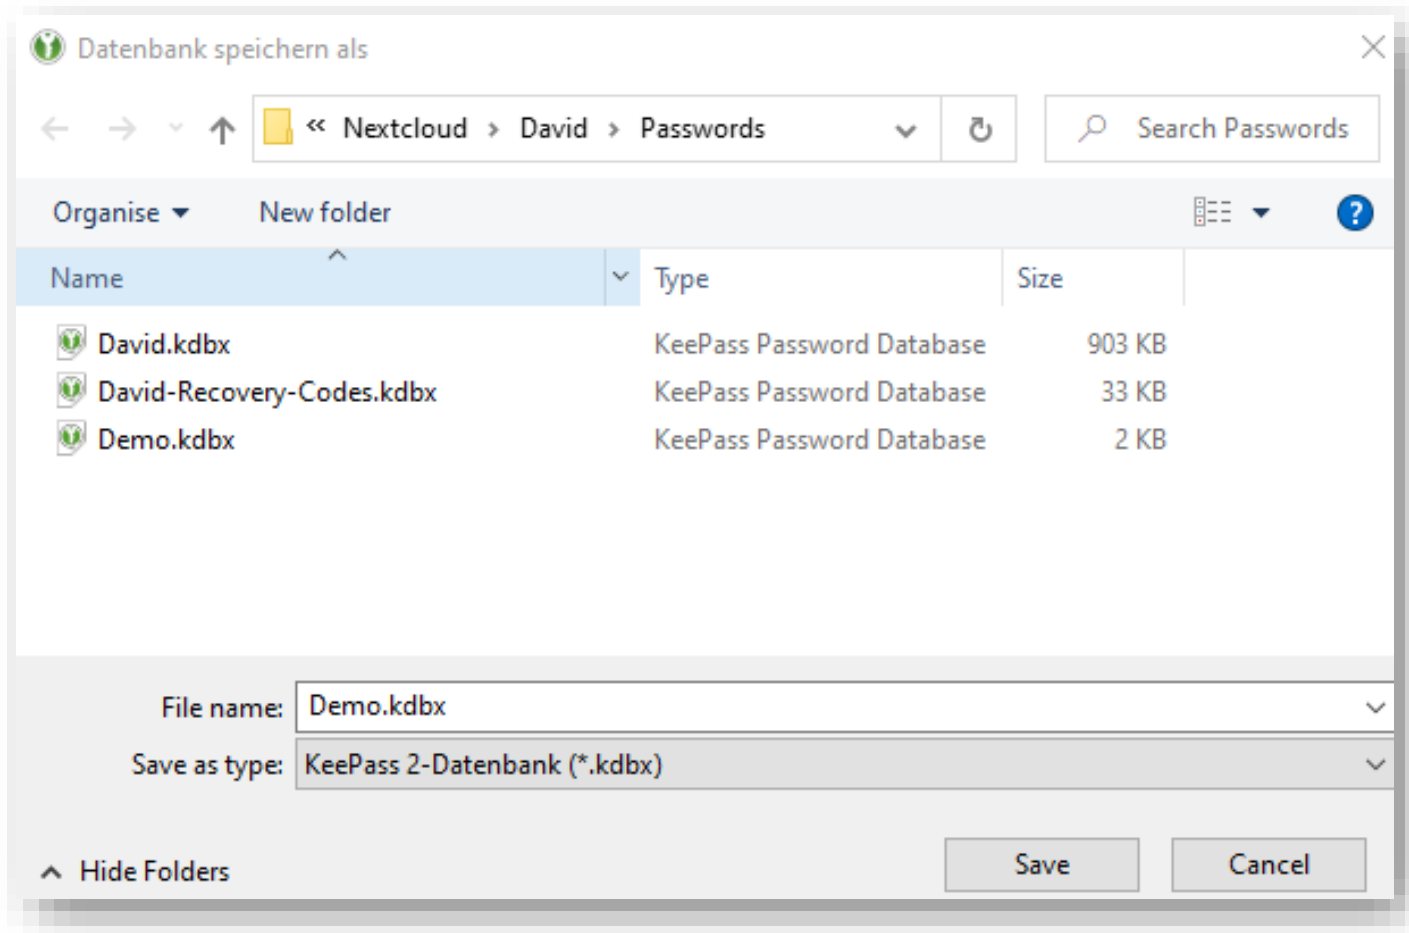 Datenbank speichern als
« Nextcloud › David › Passwords Search Passwords
Organise New folder ?
Name Type Size
David.kdbx KeePass Password Database 903 KB
David-Recovery-Codes.kdbx KeePass Password Database 33 KB
Demo.kdbx KeePass Password Database 2 KB
File name: Demo.kdbx
Save as type: KeePass 2-Datenbank (*.kdbx)
Hide Folders Save Cancel